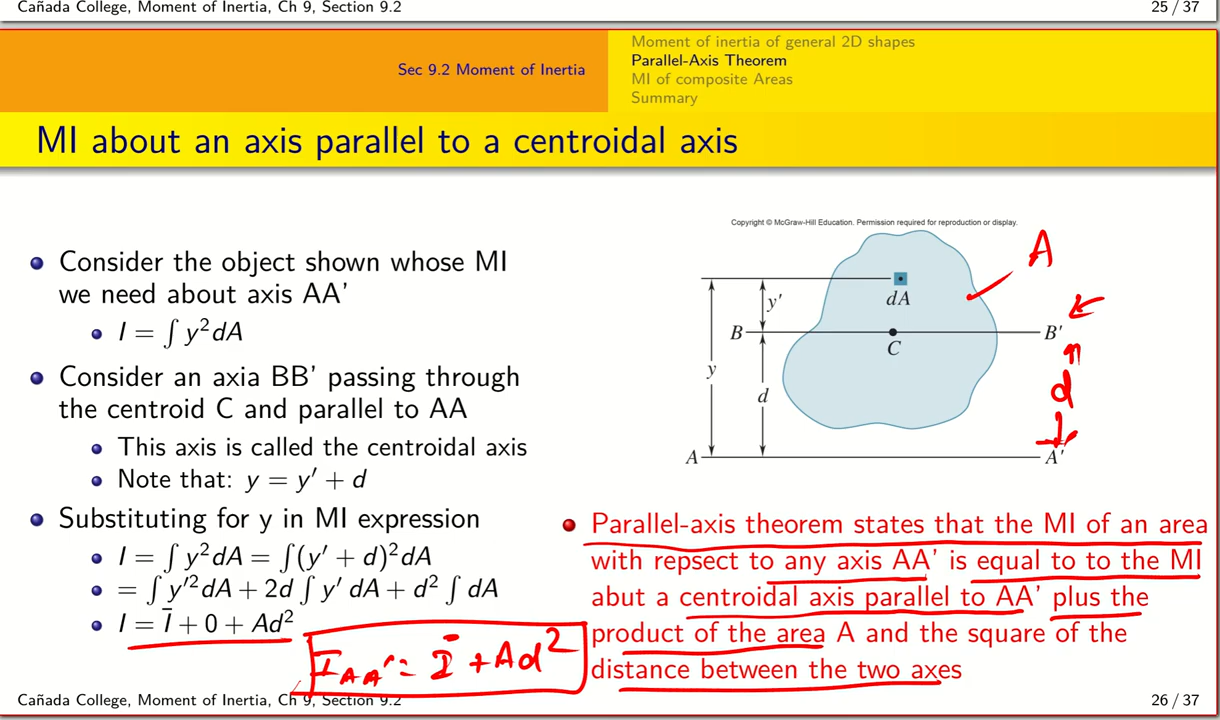 Cañada College, Moment of Inertia, Ch 9, Section 9.2 25 / 37
Sec 9.2 Moment of Inertia
Moment of inertia of general 2D shapes
Parallel-Axis Theorem
MI of composite Areas
Summary
MI about an axis parallel to a centroidal axis
Consider the object shown whose MI
we need about axis AA'
I = ∫ y²dA
Consider an axia BB' passing through
the centroid C and parallel to AA
This axis is called the centroidal axis
Note that: y = y′ + d
Substituting for y in MI expression
I = ∫ y²dA = ∫(y′ + d)²dA
= ∫ y′²dA + 2d ∫ y′ dA + d² ∫ dA
I = Ī + 0 + Ad²
I AA' = Ī + Ad²
Copyright © McGraw-Hill Education. Permission required for reproduction or display.
A
y'
dA
B
B'
C
y
d
d
A
A'
Parallel-axis theorem states that the MI of an area
with repsect to any axis AA' is equal to to the MI
abut a centroidal axis parallel to AA' plus the
product of the area A and the square of the
distance between the two axes
Cañada College, Moment of Inertia, Ch 9, Section 9.2 26 / 37